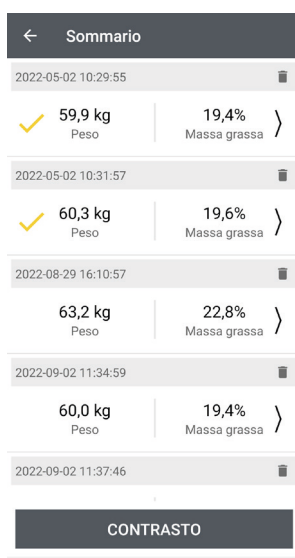 Sommario
2022-05-02 10:29:55
59,9 kg 19,4%
Peso Massa grassa
2022-05-02 10:31:57
60,3 kg 19,6%
Peso Massa grassa
2022-08-29 16:10:57
63,2 kg 22,8%
Peso Massa grassa
2022-09-02 11:34:59
60,0 kg 19,4%
Peso Massa grassa
2022-09-02 11:37:46
CONTRASTO